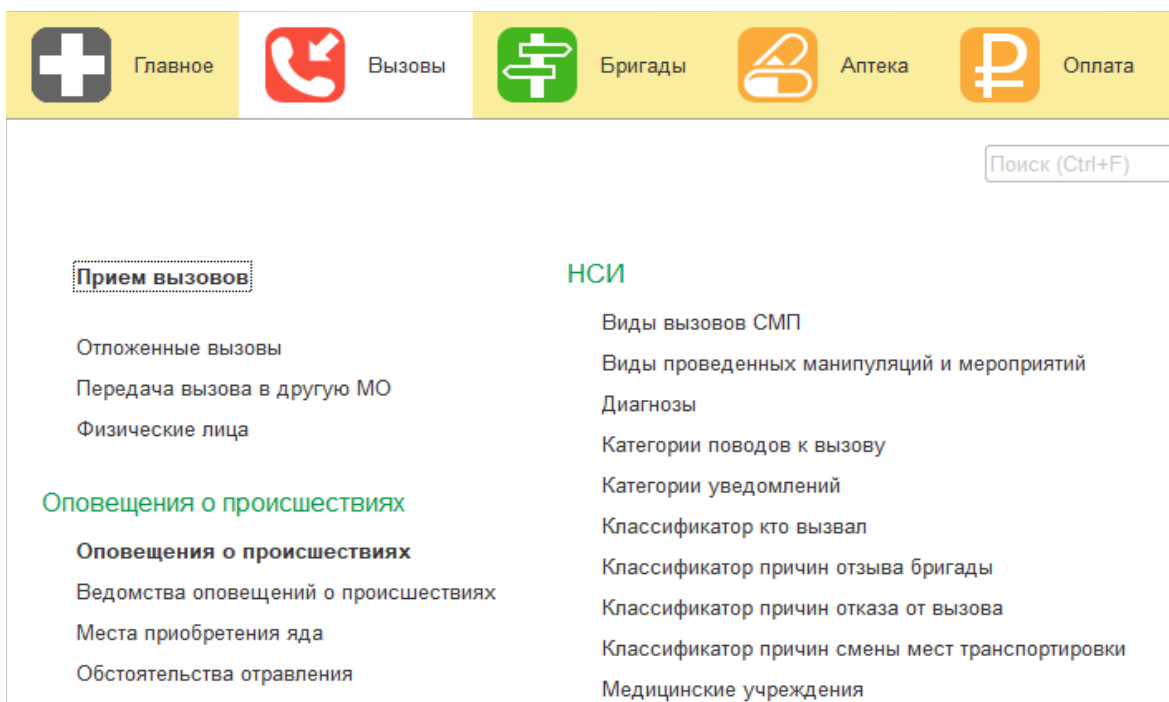 Главное
Вызовы
Бригады
Аптека
Оплата
Поиск (Ctrl+F)
Прием вызовов
Отложенные вызовы
Передача вызова в другую МО
Физические лица
Оповещения о происшествиях
Оповещения о происшествиях
Ведомства оповещений о происшествиях
Места приобретения яда
Обстоятельства отравления
НСИ
Виды вызовов СМП
Виды проведенных манипуляций и мероприятий
Диагнозы
Категории поводов к вызову
Категории уведомлений
Классификатор кто вызвал
Классификатор причин отзыва бригады
Классификатор причин отказа от вызова
Классификатор причин смены мест транспортировки
Медицинские учреждения